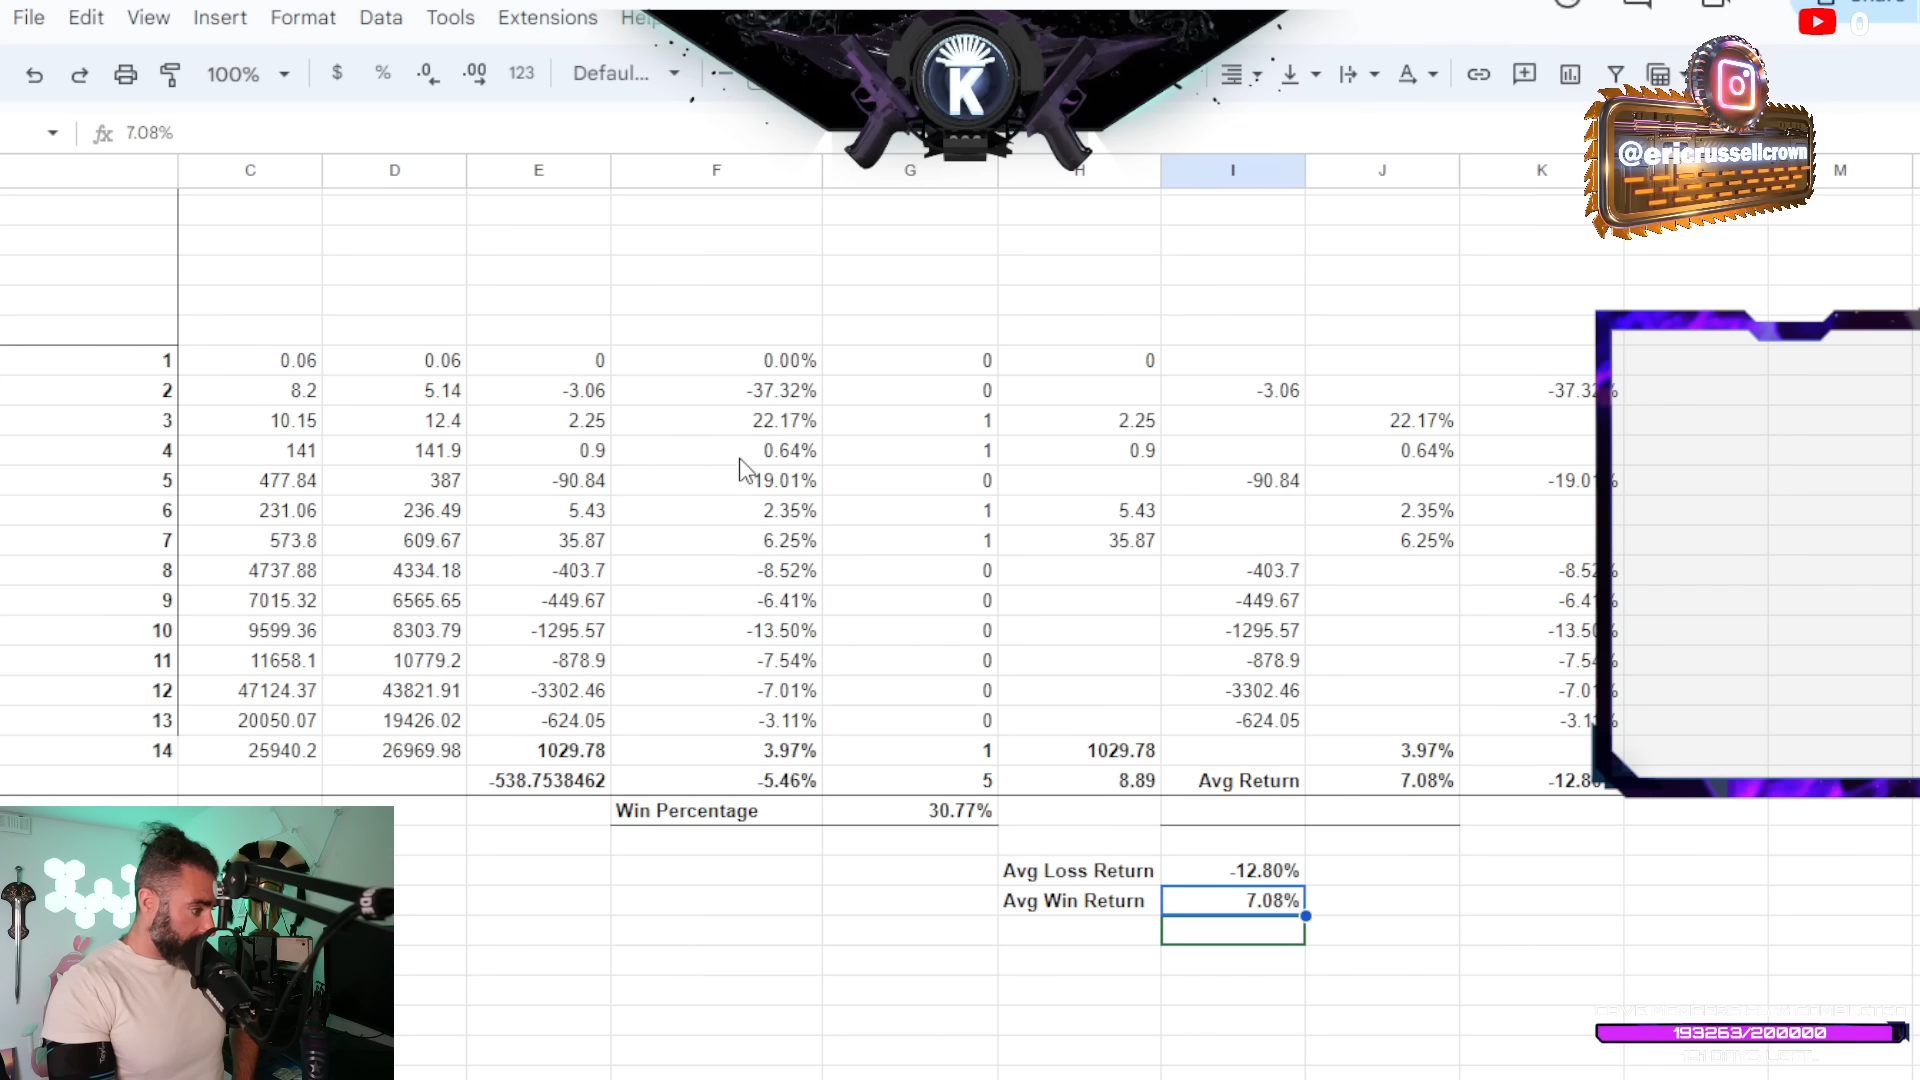 File Edit View Insert Format Data Tools Extensions
0
100% $ % .0 .00 123 Defaul...
@ericrussellcrown
fx 7.08%
C D E F G H I J K M
1 0.06 0.06 0 0.00% 0 0
2 8.2 5.14 -3.06 -37.32% 0 -3.06
3 10.15 12.4 2.25 22.17% 1 2.25 22.17%
4 141 141.9 0.9 0.64% 1 0.9 0.64%
5 477.84 387 -90.84 19.01% 0 -90.84
6 231.06 236.49 5.43 2.35% 1 5.43 2.35%
7 573.8 609.67 35.87 6.25% 1 35.87 6.25%
8 4737.88 4334.18 -403.7 -8.52% 0 -403.7
9 7015.32 6565.65 -449.67 -6.41% 0 -449.67
10 9599.36 8303.79 -1295.57 -13.50% 0 -1295.57
11 11658.1 10779.2 -878.9 -7.54% 0 -878.9
12 47124.37 43821.91 -3302.46 -7.01% 0 -3302.46
13 20050.07 19426.02 -624.05 -3.11% 0 -624.05
14 25940.2 26969.98 1029.78 3.97% 1 1029.78 3.97%
-538.7538462 -5.46% 5 8.89 Avg Return 7.08%
Win Percentage 30.77%
Avg Loss Return -12.80%
Avg Win Return 7.08%
193263/200000
K